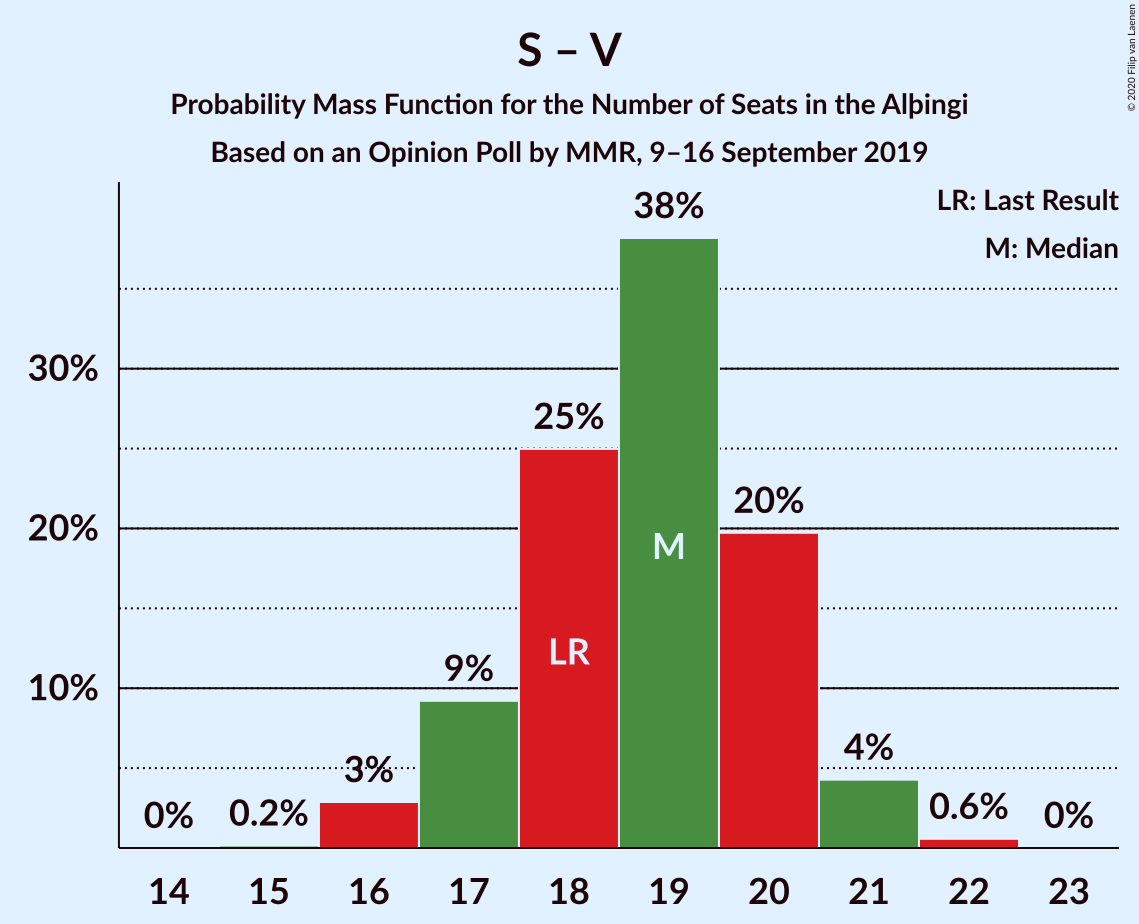 S – V
Probability Mass Function for the Number of Seats in the Alþingi
Based on an Opinion Poll by MMR, 9–16 September 2019
© 2020 Filip van Laenen
LR: Last Result
M: Median
38%
30%
25%
20%
20%
M
LR
10%
9%
0%
0.2%
3%
4%
0.6%
0%
14 15 16 17 18 19 20 21 22 23